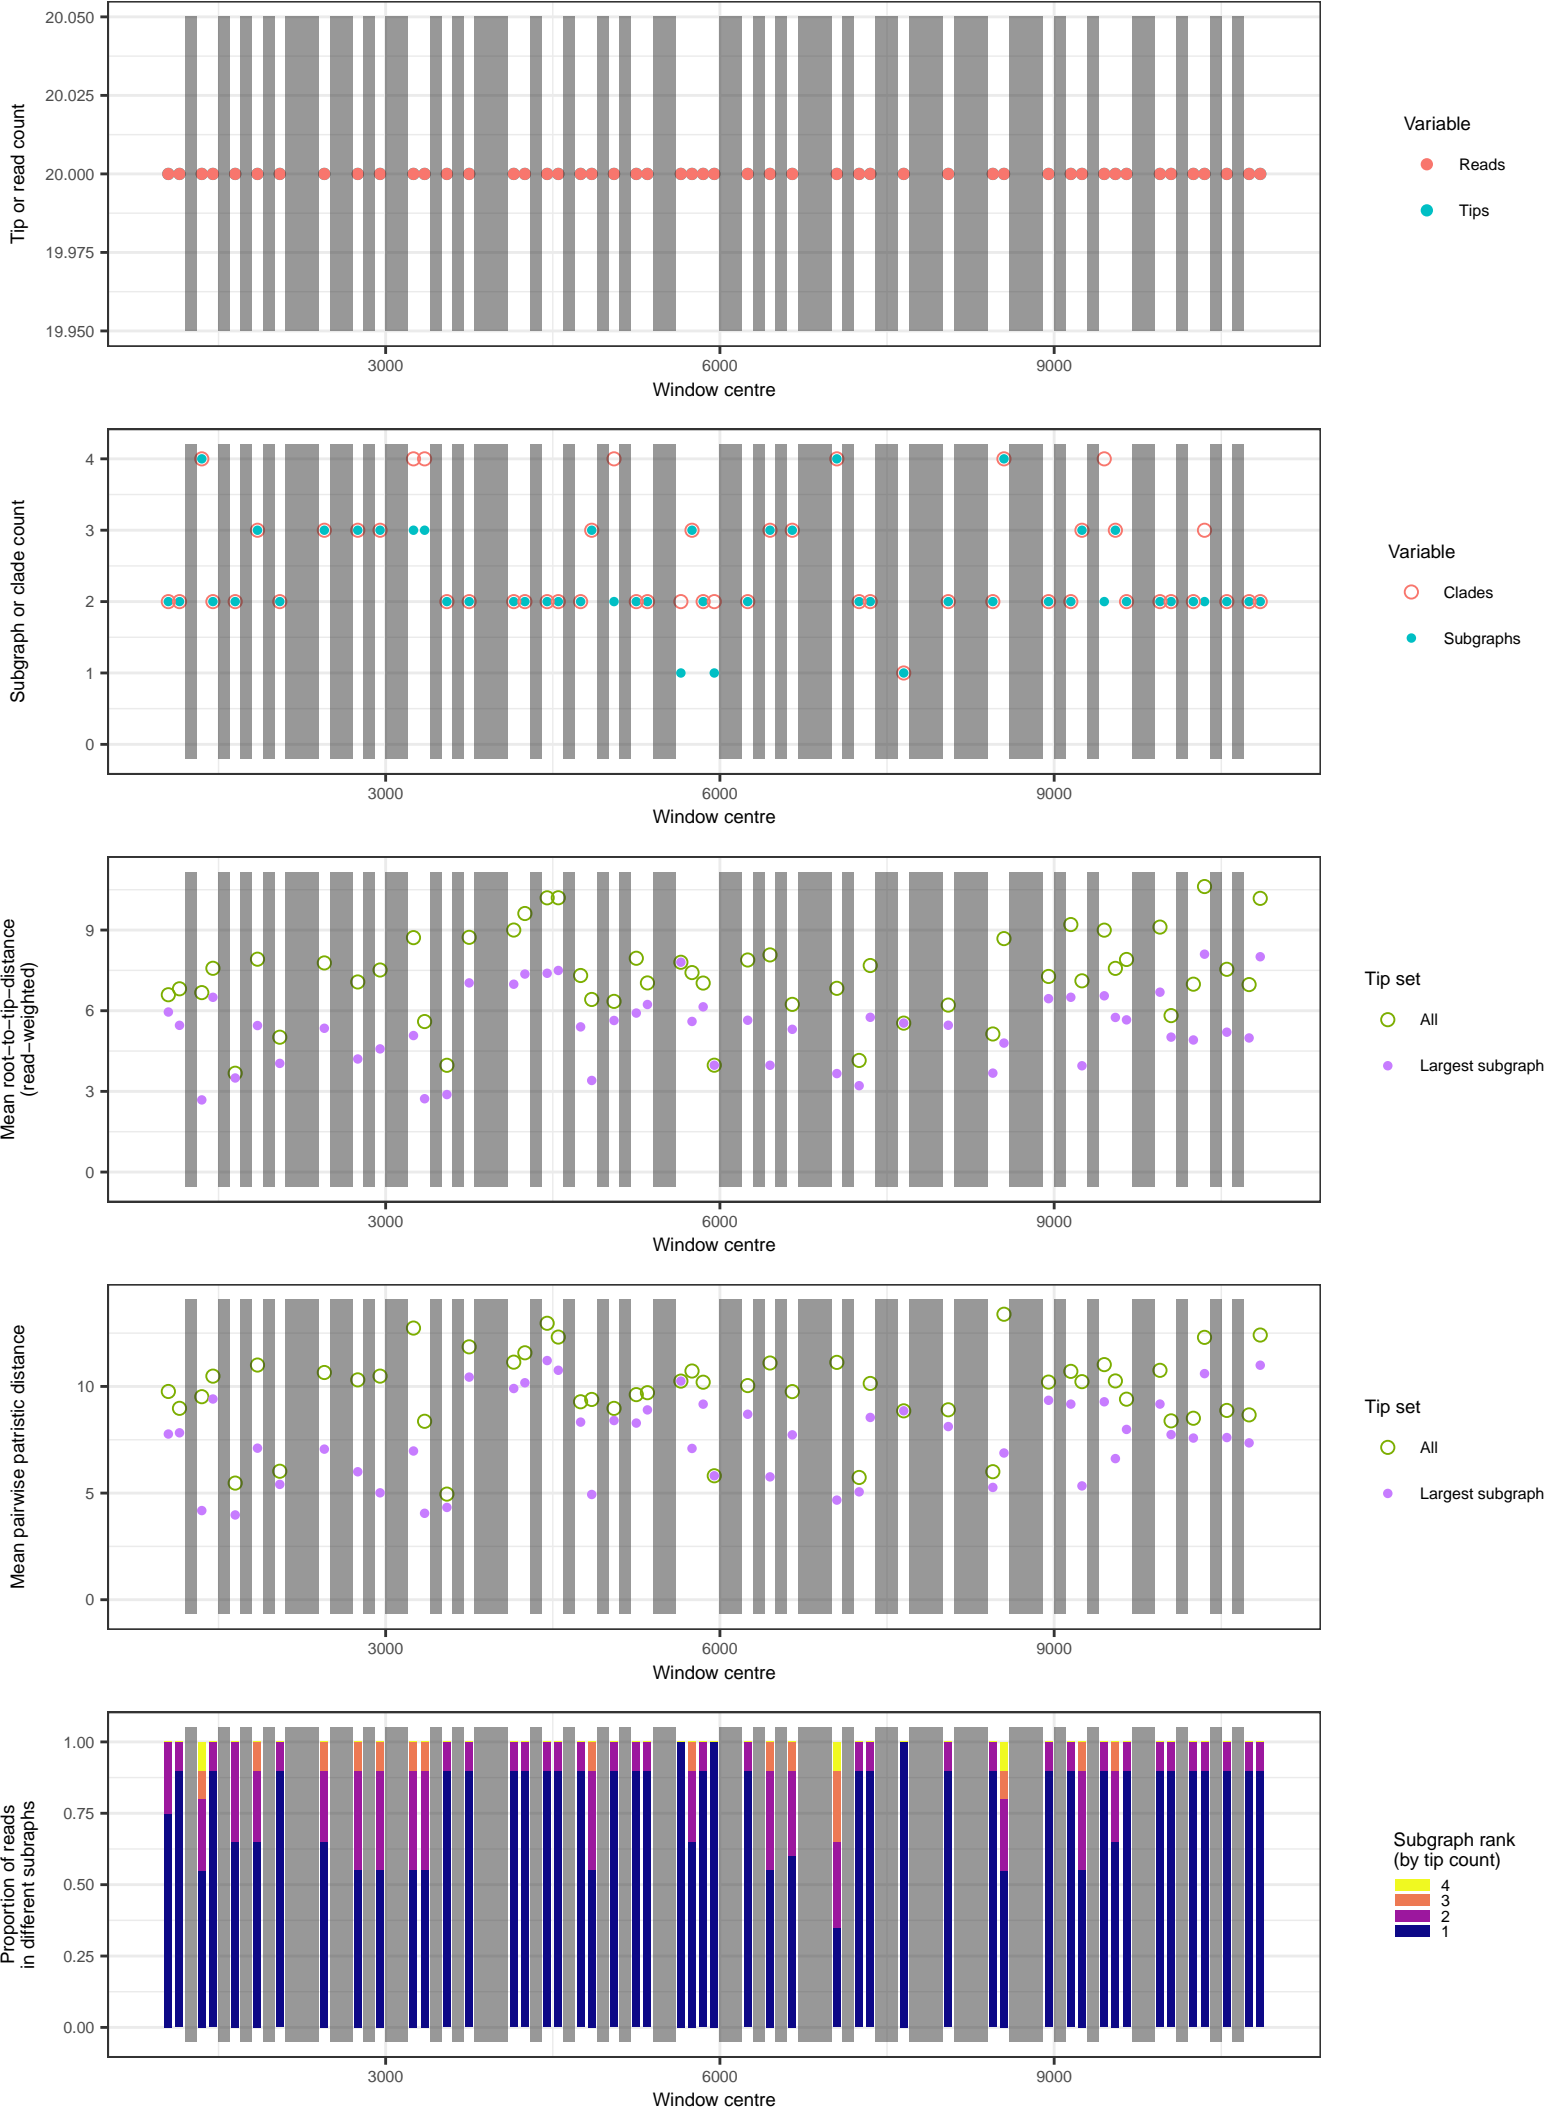 20.050
20.025
20.000
19.975
19.950
Tip or read count
3000
6000
9000
Window centre
Variable
Reads
Tips
4
3
2
1
0
Subgraph or clade count
3000
6000
9000
Window centre
Variable
Clades
Subgraphs
9
6
3
0
Mean root−to−tip−distance
(read−weighted)
3000
6000
9000
Window centre
Tip set
All
Largest subgraph
10
5
0
Mean pairwise patristic distance
3000
6000
9000
Window centre
Tip set
All
Largest subgraph
1.00
0.75
0.50
0.25
0.00
Proportion of reads
in different subraphs
3000
6000
9000
Window centre
Subgraph rank
(by tip count)
4
3
2
1